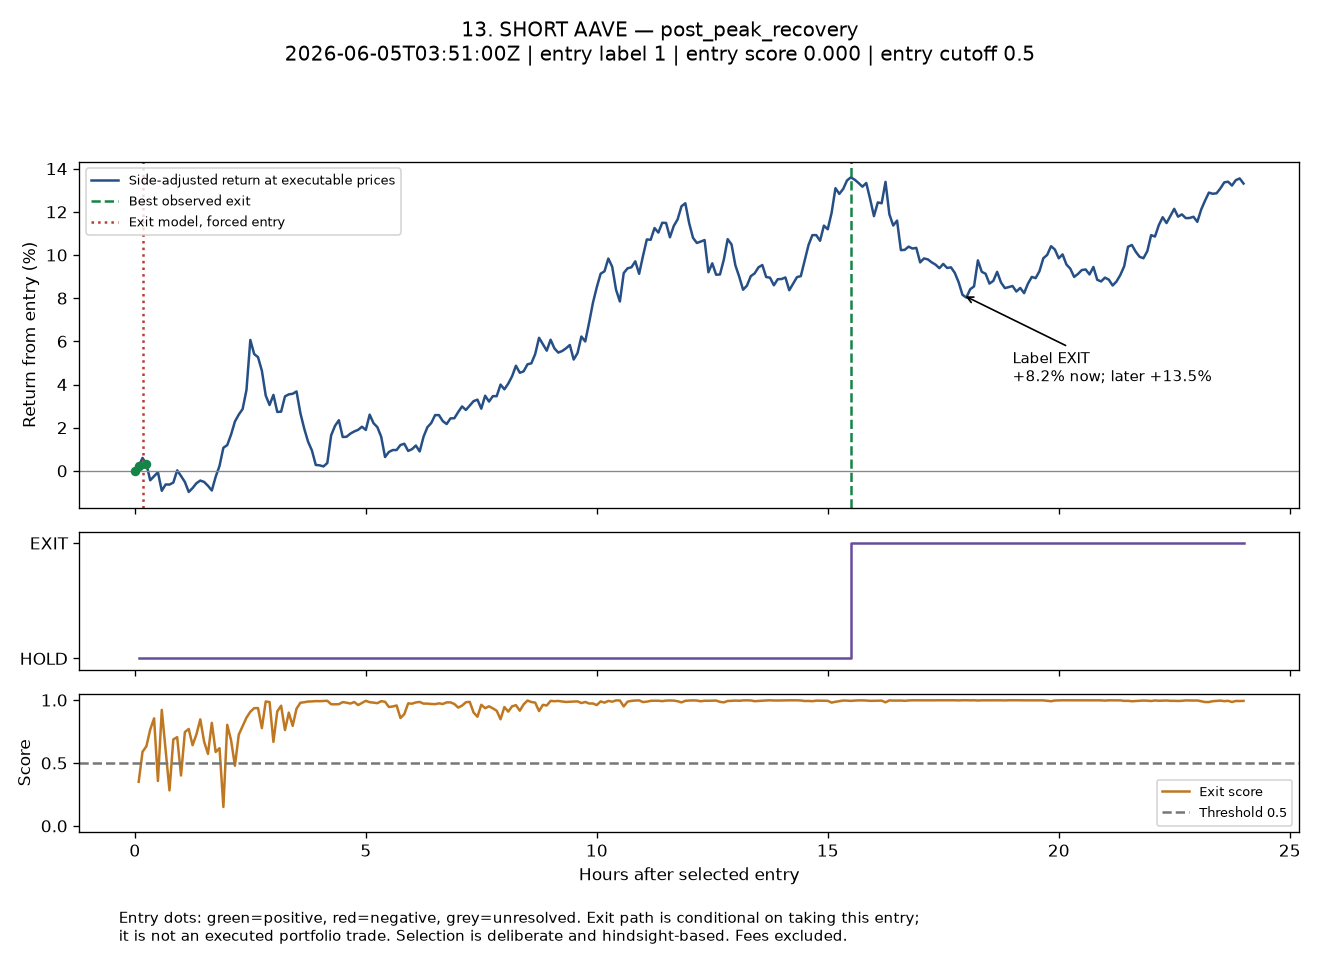 13. SHORT AAVE — post_peak_recovery
2026-06-05T03:51:00Z | entry label 1 | entry score 0.000 | entry cutoff 0.5
Return from entry (%)
14
12
10
8
6
4
2
0
Side-adjusted return at executable prices
Best observed exit
Exit model, forced entry
Label EXIT
+8.2% now; later +13.5%
EXIT
HOLD
Score
1.0
0.5
0.0
Exit score
Threshold 0.5
0
5
10
15
20
25
Hours after selected entry
Entry dots: green=positive, red=negative, grey=unresolved. Exit path is conditional on taking this entry;
it is not an executed portfolio trade. Selection is deliberate and hindsight-based. Fees excluded.